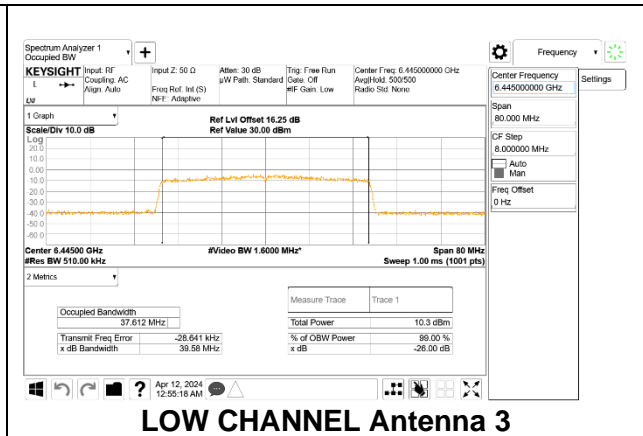 Spectrum Analyzer 1
Occupied BW
Frequency
KEYSIGHT
L
Input: RF
Coupling: AC
Align: Auto
Input Z: 50 Ω
Freq Ref: Int (S)
NFE: Adaptive
Atten: 30 dB
µW Path: Standard
Trig: Free Run
Gate: Off
#IF Gain: Low
Center Freq: 6.445000000 GHz
Avg|Hold: 500/500
Radio Std: None
Center Frequency
6.445000000 GHz
Settings
Span
80.000 MHz
CF Step
8.000000 MHz
Auto
Man
Freq Offset
0 Hz
1 Graph
Scale/Div 10.0 dB
Ref Lvl Offset 16.25 dB
Ref Value 30.00 dBm
Log
20.0
10.0
0.00
-10.0
-20.0
-30.0
-40.0
-50.0
-60.0
Center 6.44500 GHz
#Res BW 510.00 kHz
#Video BW 1.6000 MHz*
Span 80 MHz
Sweep 1.00 ms (1001 pts)
2 Metrics
Occupied Bandwidth
37.612 MHz
Transmit Freq Error -28.641 kHz
x dB Bandwidth 39.58 MHz
Measure Trace Trace 1
Total Power 10.3 dBm
% of OBW Power 99.00 %
x dB -26.00 dB
Apr 12, 2024
12:55:18 AM
LOW CHANNEL Antenna 3